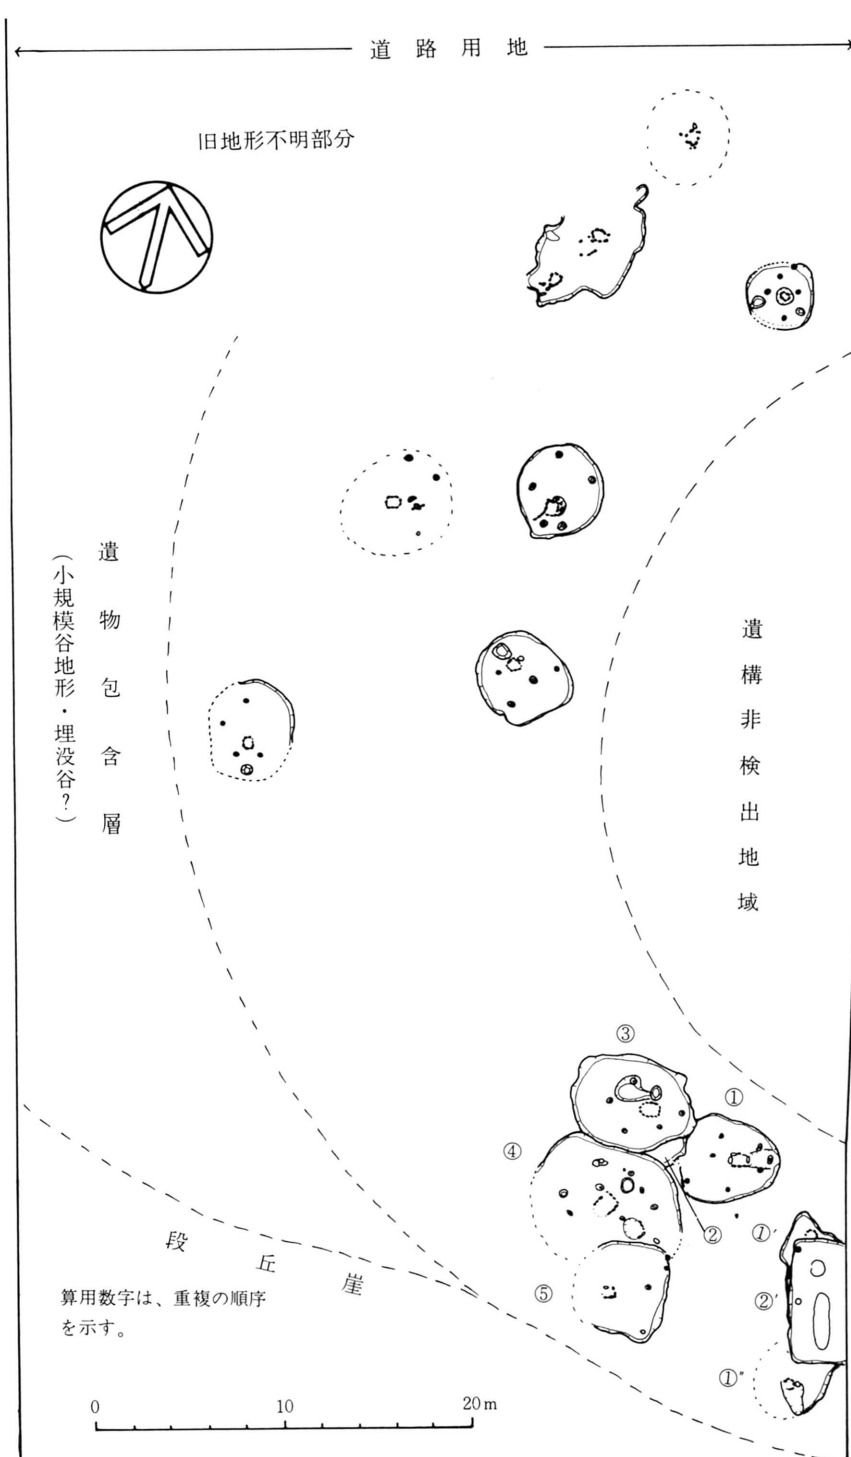 道路用地
旧地形不明部分
遺物包含層
（小規模谷地形・埋没谷？）
遺構非検出地域
③
①
④
②
①′
⑤
②′
①″
段丘崖
算用数字は、重複の順序
を示す。
0 10 20m